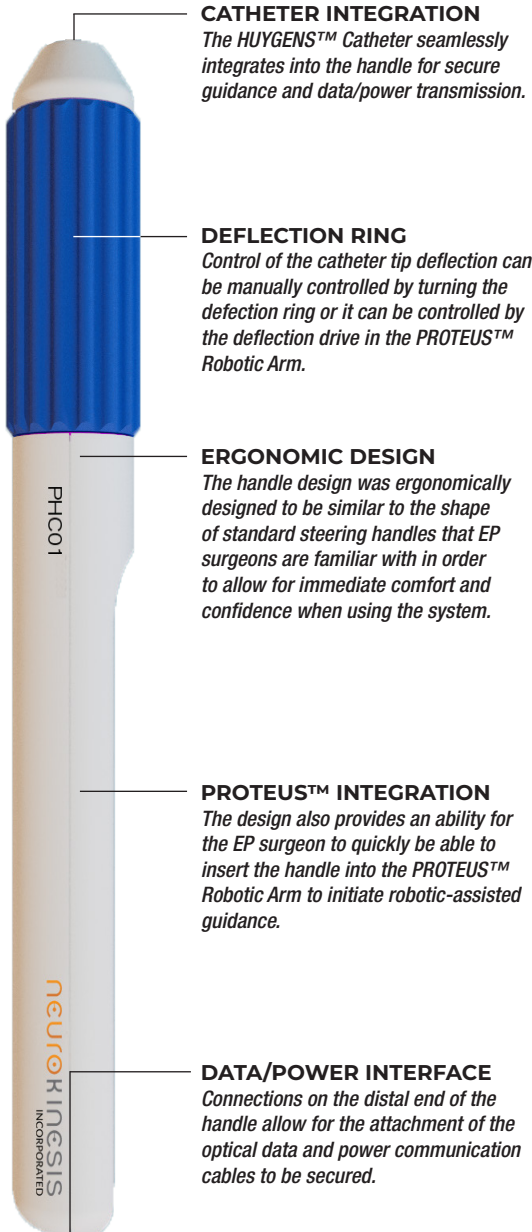 CATHETER INTEGRATION
The HUYGENS™ Catheter seamlessly
integrates into the handle for secure
guidance and data/power transmission.
DEFLECTION RING
Control of the catheter tip deflection can
be manually controlled by turning the
defection ring or it can be controlled by
the deflection drive in the PROTEUS™
Robotic Arm.
ERGONOMIC DESIGN
The handle design was ergonomically
designed to be similar to the shape
of standard steering handles that EP
surgeons are familiar with in order
to allow for immediate comfort and
confidence when using the system.
PHC01
PROTEUS™ INTEGRATION
The design also provides an ability for
the EP surgeon to quickly be able to
insert the handle into the PROTEUS™
Robotic Arm to initiate robotic-assisted
guidance.
neuroKINESIS
INCORPORATED
DATA/POWER INTERFACE
Connections on the distal end of the
handle allow for the attachment of the
optical data and power communication
cables to be secured.